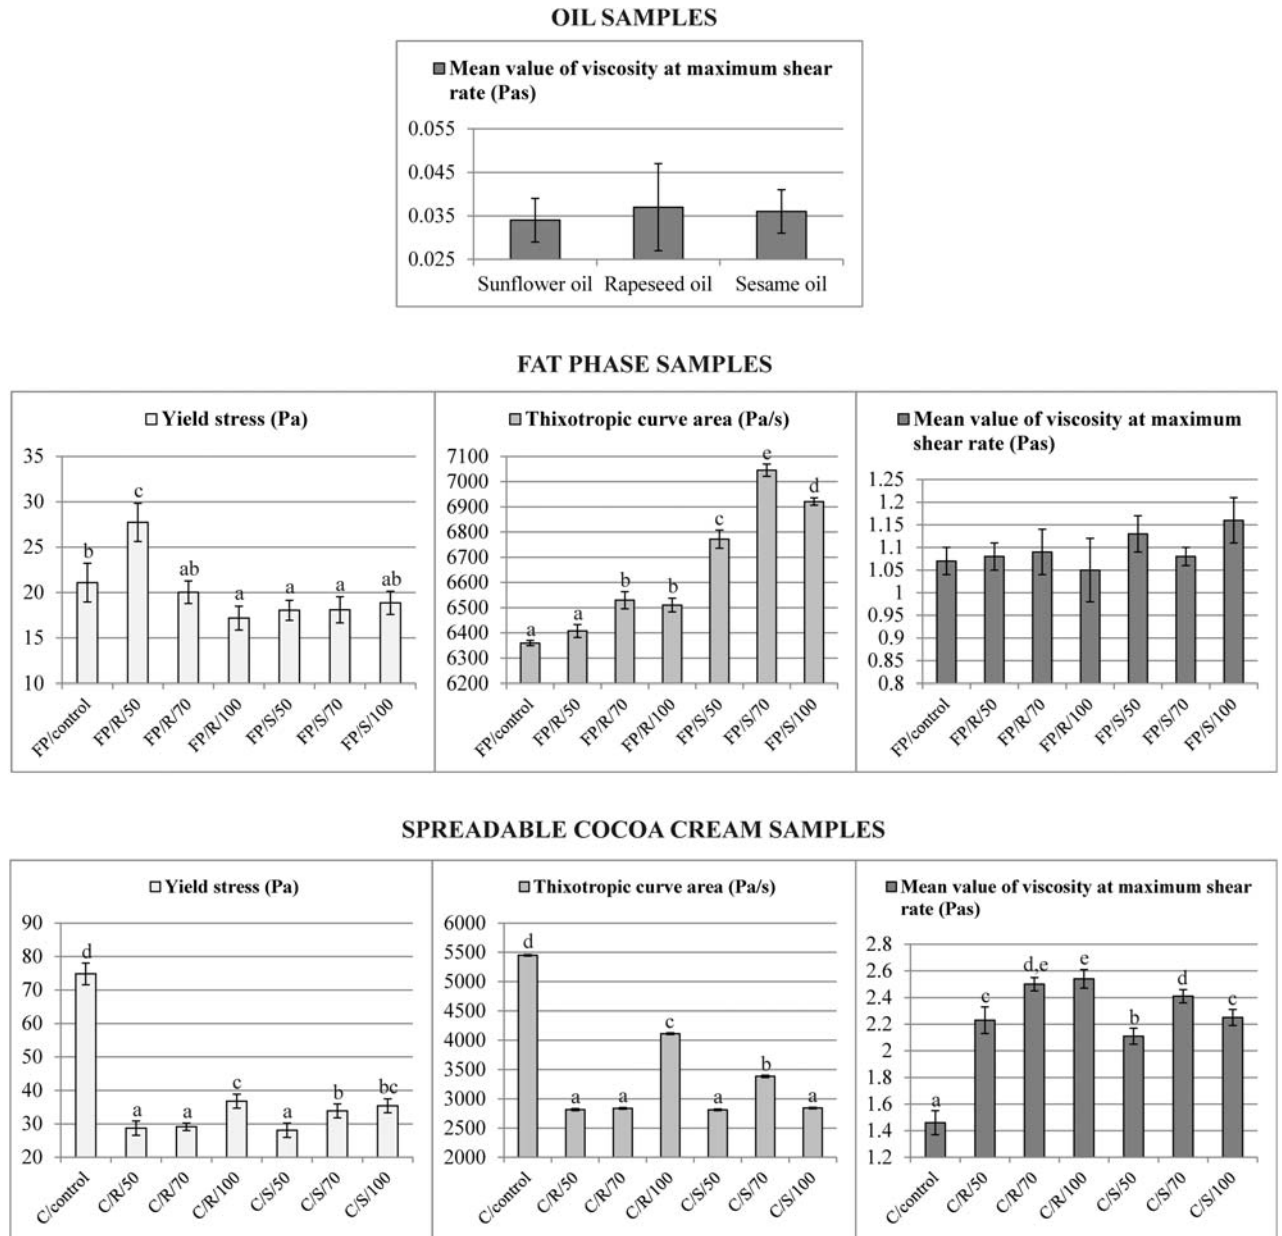 OIL SAMPLES
Mean value of viscosity at maximum shear
rate (Pas)
0.055
0.045
0.035
0.025
Sunflower oil Rapeseed oil Sesame oil
FAT PHASE SAMPLES
Yield stress (Pa)
35
30
25
20
15
10
b
c
ab
a
a
a
ab
FP/control
FP/R/50
FP/R/70
FP/R/100
FP/S/50
FP/S/70
FP/S/100
Thixotropic curve area (Pa/s)
7100
7000
6900
6800
6700
6600
6500
6400
6300
6200
a
a
b
b
c
e
d
FP/control
FP/R/50
FP/R/70
FP/R/100
FP/S/50
FP/S/70
FP/S/100
Mean value of viscosity at maximum
shear rate (Pas)
1.25
1.2
1.15
1.1
1.05
1
0.95
0.9
0.85
0.8
FP/control
FP/R/50
FP/R/70
FP/R/100
FP/S/50
FP/S/70
FP/S/100
SPREADABLE COCOA CREAM SAMPLES
Yield stress (Pa)
90
80
70
60
50
40
30
20
d
a
a
c
a
b
bc
C/control
C/R/50
C/R/70
C/R/100
C/S/50
C/S/70
C/S/100
Thixotropic curve area (Pa/s)
6000
5500
5000
4500
4000
3500
3000
2500
2000
d
a
a
c
a
b
a
C/control
C/R/50
C/R/70
C/R/100
C/S/50
C/S/70
C/S/100
Mean value of viscosity at maximum shear
rate (Pas)
2.8
2.6
2.4
2.2
2
1.8
1.6
1.4
1.2
a
c
d,e
e
b
d
c
C/control
C/R/50
C/R/70
C/R/100
C/S/50
C/S/70
C/S/100